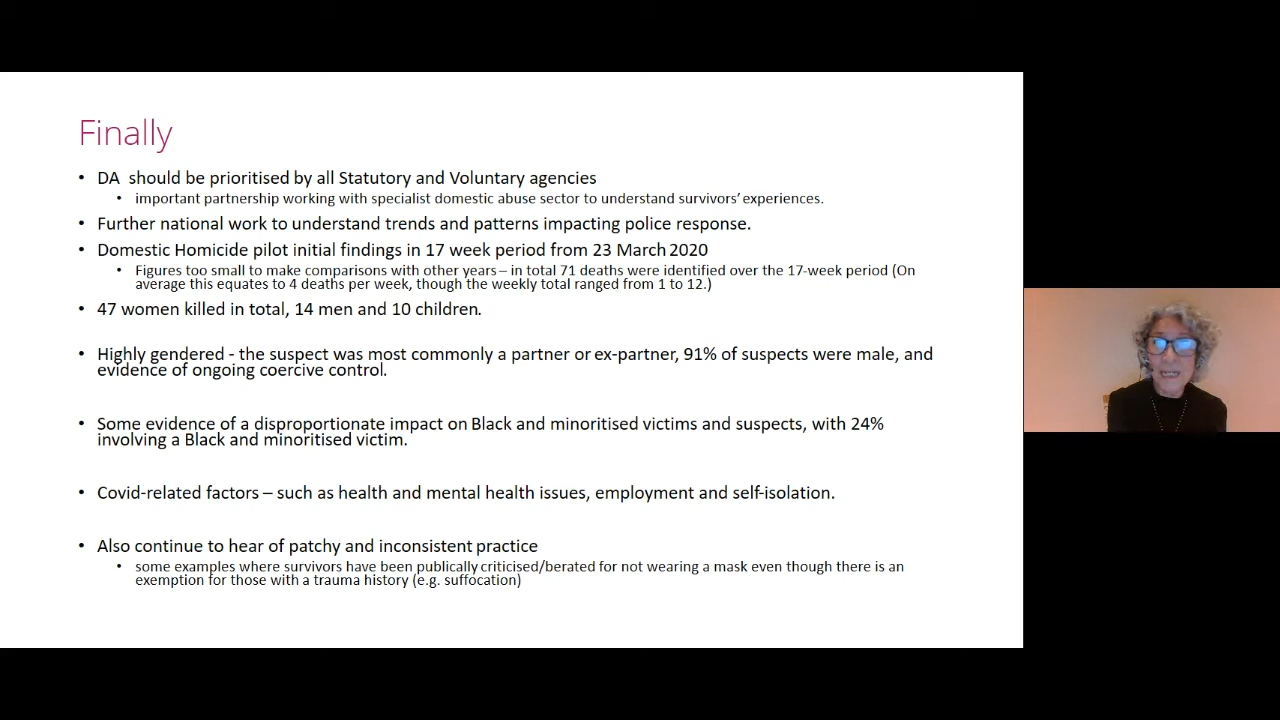 Finally
• DA should be prioritised by all Statutory and Voluntary agencies
• important partnership working with specialist domestic abuse sector to understand survivors' experiences.
• Further national work to understand trends and patterns impacting police response.
• Domestic Homicide pilot initial findings in 17 week period from 23 March 2020
• Figures too small to make comparisons with other years – in total 71 deaths were identified over the 17-week period (On
average this equates to 4 deaths per week, though the weekly total ranged from 1 to 12.)
• 47 women killed in total, 14 men and 10 children.
• Highly gendered - the suspect was most commonly a partner or ex-partner, 91% of suspects were male, and
evidence of ongoing coercive control.
• Some evidence of a disproportionate impact on Black and minoritised victims and suspects, with 24%
involving a Black and minoritised victim.
• Covid-related factors – such as health and mental health issues, employment and self-isolation.
• Also continue to hear of patchy and inconsistent practice
• some examples where survivors have been publically criticised/berated for not wearing a mask even though there is an
exemption for those with a trauma history (e.g. suffocation)